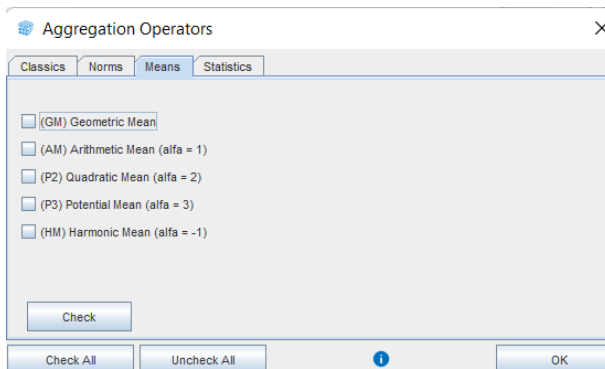 Aggregation Operators
Classics Norms Means Statistics
(GM) Geometric Mean
(AM) Arithmetic Mean (alfa = 1)
(P2) Quadratic Mean (alfa = 2)
(P3) Potential Mean (alfa = 3)
(HM) Harmonic Mean (alfa = -1)
Check
Check All Uncheck All OK